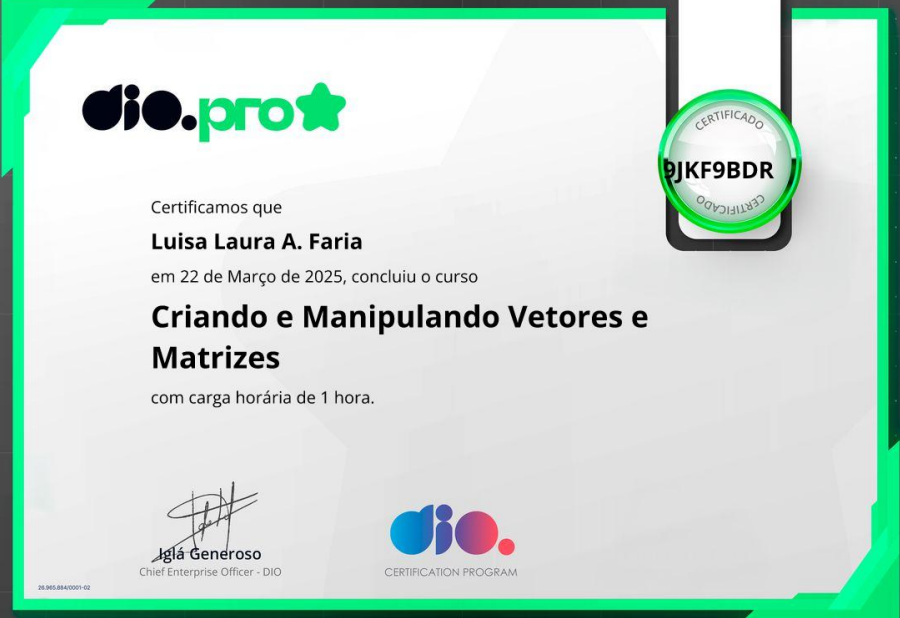 dio.pro
CERTIFICADO
9JKF9BDR
CERTIFICADO
Certificamos que
Luisa Laura A. Faria
em 22 de Março de 2025, concluiu o curso
Criando e Manipulando Vetores e
Matrizes
com carga horária de 1 hora.
Iglá Generoso
Chief Enterprise Officer - DIO
dio.
CERTIFICATION PROGRAM
26.965.884/0001-02